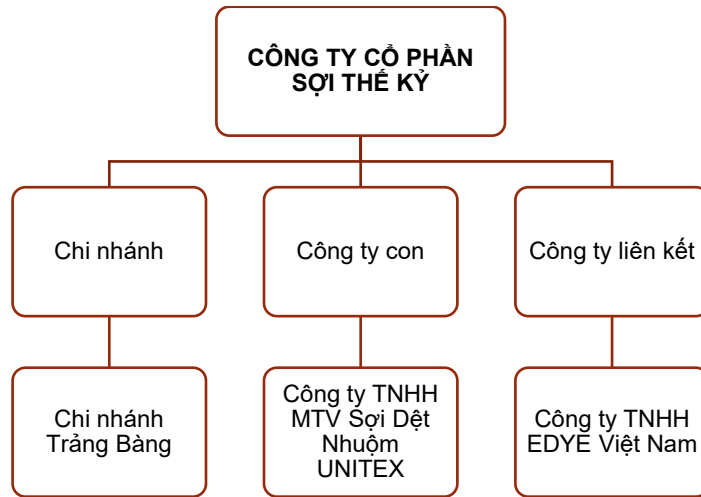 CÔNG TY CỔ PHẦN
SỢI THẾ KỶ
Chi nhánh
Công ty con
Công ty liên kết
Chi nhánh
Trảng Bàng
Công ty TNHH
MTV Sợi Dệt
Nhuộm
UNITEX
Công ty TNHH
EDYE Việt Nam